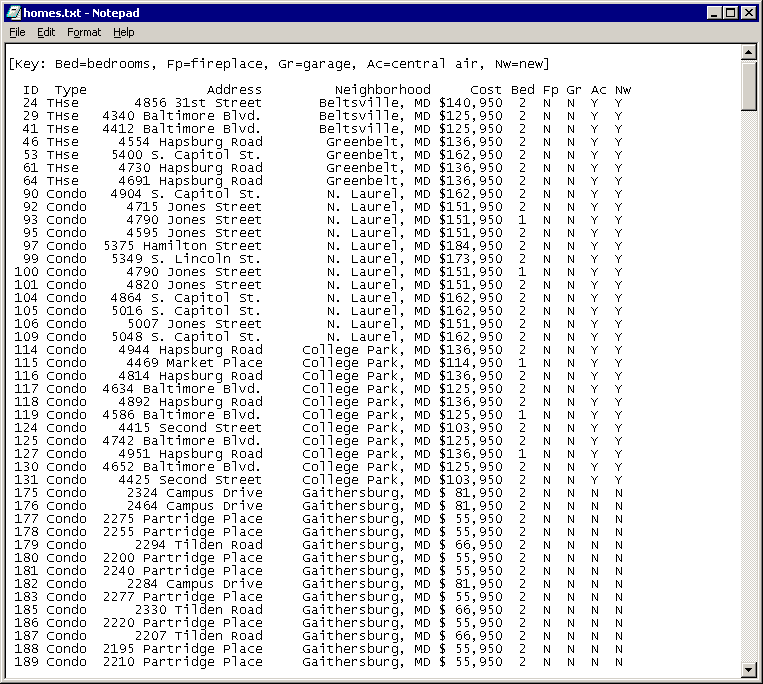 homes.txt - Notepad
File Edit Format Help
[Key: Bed=bedrooms, Fp=fireplace, Gr=garage, Ac=central air, Nw=new]
ID Type Address Neighborhood Cost Bed Fp Gr Ac Nw
24 THse 4856 31st Street Beltsville, MD $140,950 2 N N Y Y
29 THse 4340 Baltimore Blvd. Beltsville, MD $125,950 2 N N Y Y
41 THse 4412 Baltimore Blvd. Beltsville, MD $125,950 2 N N Y Y
46 THse 4554 Hapsburg Road Greenbelt, MD $136,950 2 N N Y Y
53 THse 5400 S. Capitol St. Greenbelt, MD $162,950 2 N N Y Y
61 THse 4730 Hapsburg Road Greenbelt, MD $136,950 2 N N Y Y
64 THse 4691 Hapsburg Road Greenbelt, MD $136,950 2 N N Y Y
90 Condo 4904 S. Capitol St. N. Laurel, MD $162,950 2 N N Y Y
92 Condo 4715 Jones Street N. Laurel, MD $151,950 2 N N Y Y
93 Condo 4790 Jones Street N. Laurel, MD $151,950 1 N N Y Y
95 Condo 4595 Jones Street N. Laurel, MD $151,950 2 N N Y Y
97 Condo 5375 Hamilton Street N. Laurel, MD $184,950 2 N N Y Y
99 Condo 5349 S. Lincoln St. N. Laurel, MD $173,950 2 N N Y Y
100 Condo 4790 Jones Street N. Laurel, MD $151,950 1 N N Y Y
101 Condo 4820 Jones Street N. Laurel, MD $151,950 2 N N Y Y
104 Condo 4864 S. Capitol St. N. Laurel, MD $162,950 2 N N Y Y
105 Condo 5016 S. Capitol St. N. Laurel, MD $162,950 2 N N Y Y
106 Condo 5007 Jones Street N. Laurel, MD $151,950 2 N N Y Y
109 Condo 5048 S. Capitol St. N. Laurel, MD $162,950 2 N N Y Y
114 Condo 4944 Hapsburg Road College Park, MD $136,950 2 N N Y Y
115 Condo 4469 Market Place College Park, MD $114,950 1 N N Y Y
116 Condo 4814 Hapsburg Road College Park, MD $136,950 2 N N Y Y
117 Condo 4634 Baltimore Blvd. College Park, MD $125,950 2 N N Y Y
118 Condo 4892 Hapsburg Road College Park, MD $136,950 2 N N Y Y
119 Condo 4586 Baltimore Blvd. College Park, MD $125,950 1 N N Y Y
124 Condo 4415 Second Street College Park, MD $103,950 2 N N Y Y
125 Condo 4742 Baltimore Blvd. College Park, MD $125,950 2 N N Y Y
127 Condo 4951 Hapsburg Road College Park, MD $136,950 1 N N Y Y
130 Condo 4652 Baltimore Blvd. College Park, MD $125,950 2 N N Y Y
131 Condo 4425 Second Street College Park, MD $103,950 2 N N Y Y
175 Condo 2324 Campus Drive Gaithersburg, MD $ 81,950 2 N N N N
176 Condo 2464 Campus Drive Gaithersburg, MD $ 81,950 2 N N N N
177 Condo 2275 Partridge Place Gaithersburg, MD $ 55,950 2 N N N N
178 Condo 2255 Partridge Place Gaithersburg, MD $ 55,950 2 N N N N
179 Condo 2294 Tilden Road Gaithersburg, MD $ 66,950 2 N N N N
180 Condo 2200 Partridge Place Gaithersburg, MD $ 55,950 2 N N N N
181 Condo 2240 Partridge Place Gaithersburg, MD $ 55,950 2 N N N N
182 Condo 2284 Campus Drive Gaithersburg, MD $ 81,950 2 N N N N
183 Condo 2277 Partridge Place Gaithersburg, MD $ 55,950 2 N N N N
185 Condo 2330 Tilden Road Gaithersburg, MD $ 66,950 2 N N N N
186 Condo 2220 Partridge Place Gaithersburg, MD $ 55,950 2 N N N N
187 Condo 2207 Tilden Road Gaithersburg, MD $ 66,950 2 N N N N
188 Condo 2195 Partridge Place Gaithersburg, MD $ 55,950 2 N N N N
189 Condo 2210 Partridge Place Gaithersburg, MD $ 55,950 2 N N N N